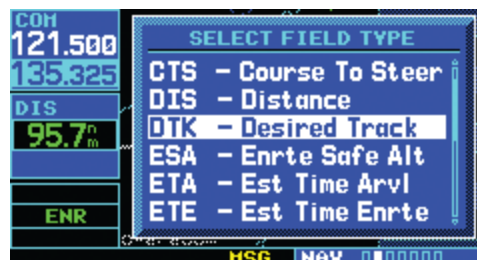 COM
121.500
135.325
DIS
95.7nm
ENR
SELECT FIELD TYPE
CTS – Course To Steer
DIS – Distance
DTK – Desired Track
ESA – Enrte Safe Alt
ETA – Est Time Arvl
ETE – Est Time Enrte
MSG NAV